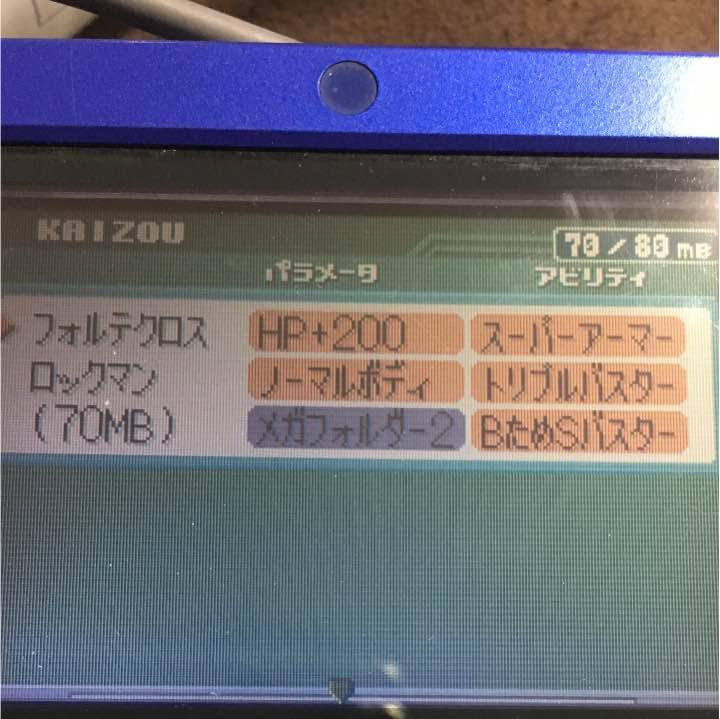 KAIZOU
70/80MB
パラメータ
アビリティ
フォルテクロス
HP+200
スーパーアーマー
ロックマン
ノーマルボディ
トリプルバスター
(70MB)
メガフォルダー2
BためSバスター